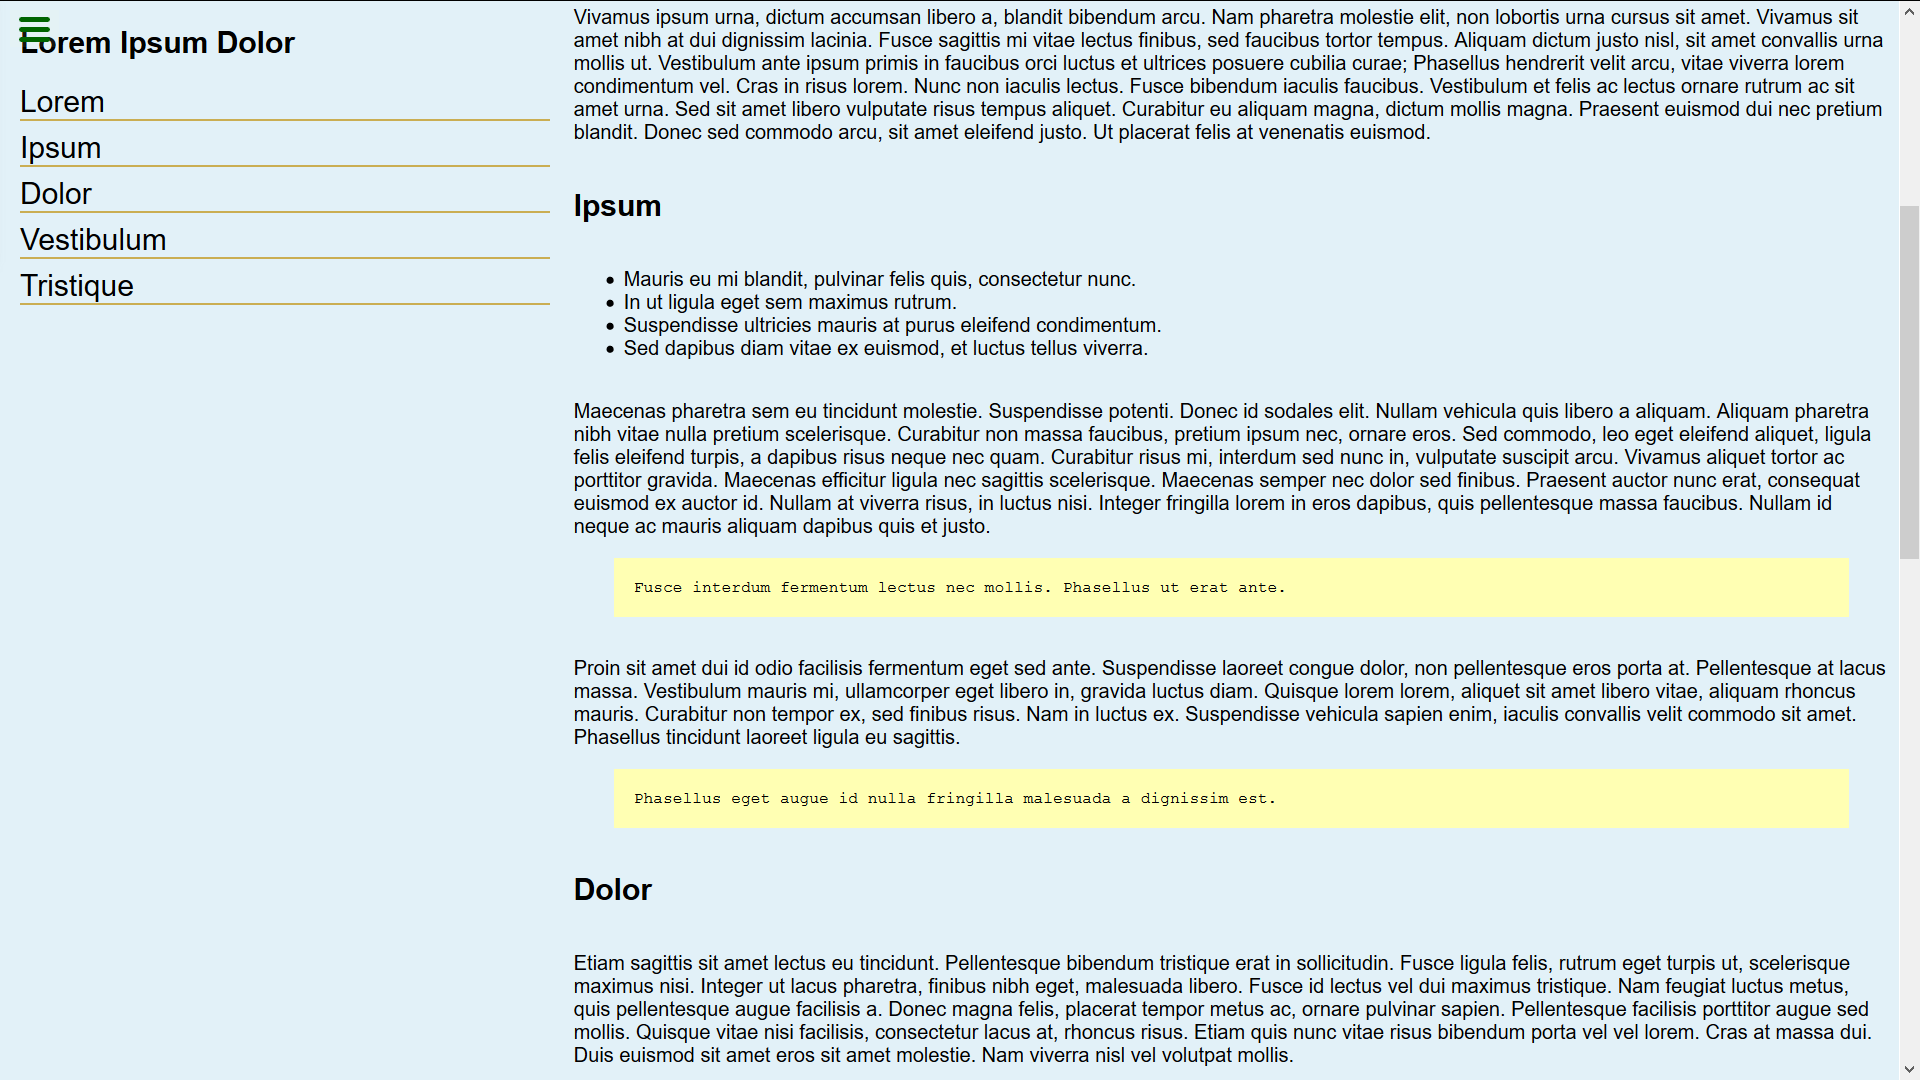 Lorem Ipsum Dolor
Lorem
Ipsum
Dolor
Vestibulum
Tristique
Vivamus ipsum urna, dictum accumsan libero a, blandit bibendum arcu. Nam pharetra molestie elit, non lobortis urna cursus sit amet. Vivamus sit
amet nibh at dui dignissim lacinia. Fusce sagittis mi vitae lectus finibus, sed faucibus tortor tempus. Aliquam dictum justo nisl, sit amet convallis urna
mollis ut. Vestibulum ante ipsum primis in faucibus orci luctus et ultrices posuere cubilia curae; Phasellus hendrerit velit arcu, vitae viverra lorem
condimentum vel. Cras in risus lorem. Nunc non iaculis lectus. Fusce bibendum iaculis faucibus. Vestibulum et felis ac lectus ornare rutrum ac sit
amet urna. Sed sit amet libero vulputate risus tempus aliquet. Curabitur eu aliquam magna, dictum mollis magna. Praesent euismod dui nec pretium
blandit. Donec sed commodo arcu, sit amet eleifend justo. Ut placerat felis at venenatis euismod.
Ipsum
• Mauris eu mi blandit, pulvinar felis quis, consectetur nunc.
• In ut ligula eget sem maximus rutrum.
• Suspendisse ultricies mauris at purus eleifend condimentum.
• Sed dapibus diam vitae ex euismod, et luctus tellus viverra.
Maecenas pharetra sem eu tincidunt molestie. Suspendisse potenti. Donec id sodales elit. Nullam vehicula quis libero a aliquam. Aliquam pharetra
nibh vitae nulla pretium scelerisque. Curabitur non massa faucibus, pretium ipsum nec, ornare eros. Sed commodo, leo eget eleifend aliquet, ligula
felis eleifend turpis, a dapibus risus neque nec quam. Curabitur risus mi, interdum sed nunc in, vulputate suscipit arcu. Vivamus aliquet tortor ac
porttitor gravida. Maecenas efficitur ligula nec sagittis scelerisque. Maecenas semper nec dolor sed finibus. Praesent auctor nunc erat, consequat
euismod ex auctor id. Nullam at viverra risus, in luctus nisi. Integer fringilla lorem in eros dapibus, quis pellentesque massa faucibus. Nullam id
neque ac mauris aliquam dapibus quis et justo.
Fusce interdum fermentum lectus nec mollis. Phasellus ut erat ante.
Proin sit amet dui id odio facilisis fermentum eget sed ante. Suspendisse laoreet congue dolor, non pellentesque eros porta at. Pellentesque at lacus
massa. Vestibulum mauris mi, ullamcorper eget libero in, gravida luctus diam. Quisque lorem lorem, aliquet sit amet libero vitae, aliquam rhoncus
mauris. Curabitur non tempor ex, sed finibus risus. Nam in luctus ex. Suspendisse vehicula sapien enim, iaculis convallis velit commodo sit amet.
Phasellus tincidunt laoreet ligula eu sagittis.
Phasellus eget augue id nulla fringilla malesuada a dignissim est.
Dolor
Etiam sagittis sit amet lectus eu tincidunt. Pellentesque bibendum tristique erat in sollicitudin. Fusce ligula felis, rutrum eget turpis ut, scelerisque
maximus nisi. Integer ut lacus pharetra, finibus nibh eget, malesuada libero. Fusce id lectus vel dui maximus tristique. Nam feugiat luctus metus,
quis pellentesque augue facilisis a. Donec magna felis, placerat tempor metus ac, ornare pulvinar sapien. Pellentesque facilisis porttitor augue sed
mollis. Quisque vitae nisi facilisis, consectetur lacus at, rhoncus risus. Etiam quis nunc vitae risus bibendum porta vel vel lorem. Cras at massa dui.
Duis euismod sit amet eros sit amet molestie. Nam viverra nisl vel volutpat mollis.